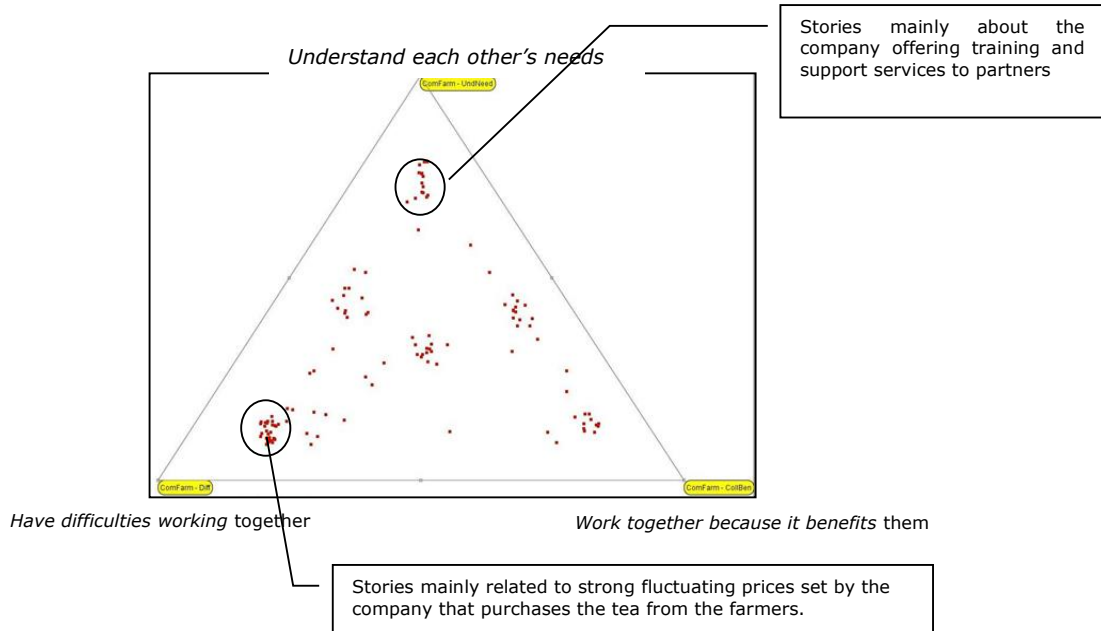 Stories mainly about the
company offering training and
support services to partners
Understand each other's needs
ComFarm - UndNeed
ComFarm - Diff
ComFarm - CollBen
Have difficulties working together
Work together because it benefits them
Stories mainly related to strong fluctuating prices set by the
company that purchases the tea from the farmers.